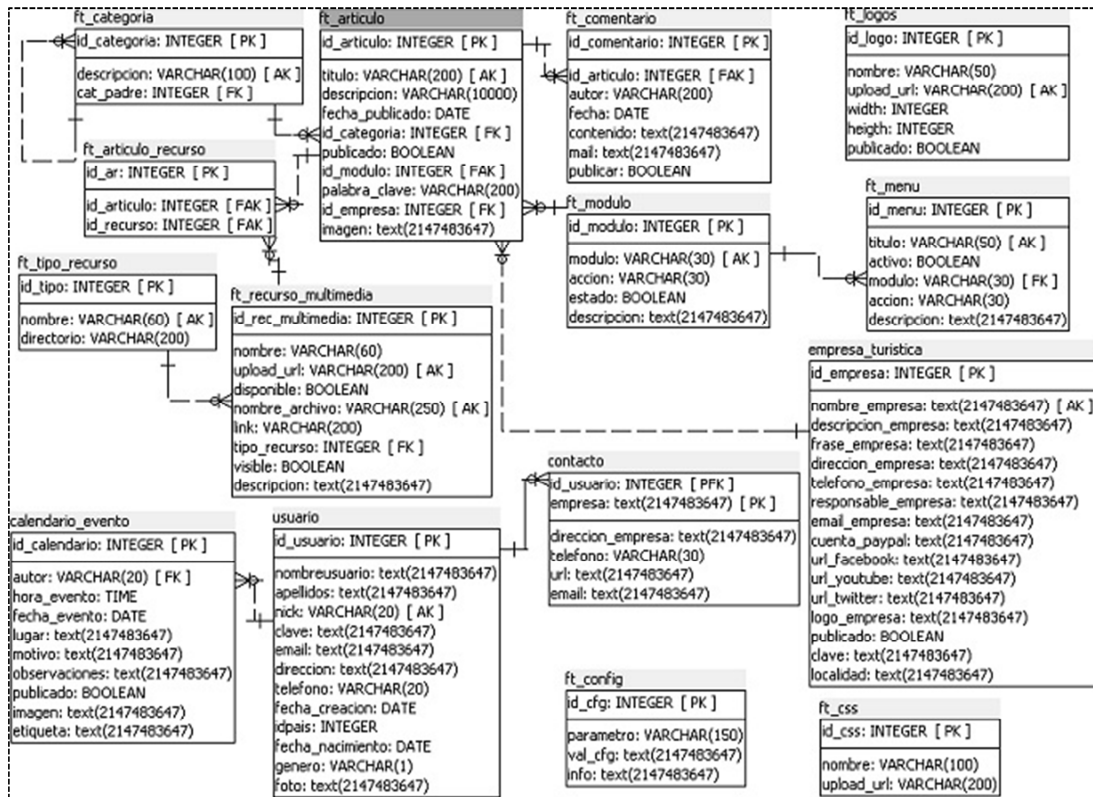 ft_categoria
id_categoria: INTEGER [ PK ]
descripcion: VARCHAR(100) [ AK ]
cat_padre: INTEGER [ FK ]
ft_articulo
id_articulo: INTEGER [ PK ]
titulo: VARCHAR(200) [ AK ]
descripcion: VARCHAR(10000)
fecha_publicado: DATE
id_categoria: INTEGER [ FK ]
publicado: BOOLEAN
id_modulo: INTEGER [ FAK ]
palabra_clave: VARCHAR(200)
id_empresa: INTEGER [ FK ]
imagen: text(2147483647)
ft_comentario
id_comentario: INTEGER [ PK ]
id_articulo: INTEGER [ FAK ]
autor: VARCHAR(200)
fecha: DATE
contenido: text(2147483647)
mail: text(2147483647)
publicar: BOOLEAN
ft_logos
id_logo: INTEGER [ PK ]
nombre: VARCHAR(50)
upload_url: VARCHAR(200) [ AK ]
width: INTEGER
heigth: INTEGER
publicado: BOOLEAN
ft_articulo_recurso
id_ar: INTEGER [ PK ]
id_articulo: INTEGER [ FAK ]
id_recurso: INTEGER [ FAK ]
ft_modulo
id_modulo: INTEGER [ PK ]
modulo: VARCHAR(30) [ AK ]
accion: VARCHAR(30)
estado: BOOLEAN
descripcion: text(2147483647)
ft_menu
id_menu: INTEGER [ PK ]
titulo: VARCHAR(50) [ AK ]
activo: BOOLEAN
modulo: VARCHAR(30) [ FK ]
accion: VARCHAR(30)
descripcion: text(2147483647)
ft_tipo_recurso
id_tipo: INTEGER [ PK ]
nombre: VARCHAR(60) [ AK ]
directorio: VARCHAR(200)
ft_recurso_multimedia
id_rec_multimedia: INTEGER [ PK ]
nombre: VARCHAR(60)
upload_url: VARCHAR(200) [ AK ]
disponible: BOOLEAN
nombre_archivo: VARCHAR(250) [ AK ]
link: VARCHAR(200)
tipo_recurso: INTEGER [ FK ]
visible: BOOLEAN
descripcion: text(2147483647)
empresa_turistica
id_empresa: INTEGER [ PK ]
nombre_empresa: text(2147483647) [ AK ]
descripcion_empresa: text(2147483647)
frase_empresa: text(2147483647)
direccion_empresa: text(2147483647)
telefono_empresa: text(2147483647)
responsable_empresa: text(2147483647)
email_empresa: text(2147483647)
cuenta_paypal: text(2147483647)
url_facebook: text(2147483647)
url_youtube: text(2147483647)
url_twitter: text(2147483647)
logo_empresa: text(2147483647)
publicado: BOOLEAN
clave: text(2147483647)
localidad: text(2147483647)
contacto
id_usuario: INTEGER [ PFK ]
empresa: text(2147483647) [ PK ]
direccion_empresa: text(2147483647)
telefono: VARCHAR(30)
url: text(2147483647)
email: text(2147483647)
calendario_evento
id_calendario: INTEGER [ PK ]
autor: VARCHAR(20) [ FK ]
hora_evento: TIME
fecha_evento: DATE
lugar: text(2147483647)
motivo: text(2147483647)
observaciones: text(2147483647)
publicado: BOOLEAN
imagen: text(2147483647)
etiqueta: text(2147483647)
usuario
id_usuario: INTEGER [ PK ]
nombreusuario: text(2147483647)
apellidos: text(2147483647)
nick: VARCHAR(20) [ AK ]
clave: text(2147483647)
email: text(2147483647)
direccion: text(2147483647)
telefono: VARCHAR(20)
fecha_creacion: DATE
idpais: INTEGER
fecha_nacimiento: DATE
genero: VARCHAR(1)
foto: text(2147483647)
ft_config
id_cfg: INTEGER [ PK ]
parametro: VARCHAR(150)
val_cfg: text(2147483647)
info: text(2147483647)
ft_css
id_css: INTEGER [ PK ]
nombre: VARCHAR(100)
upload_url: VARCHAR(200)